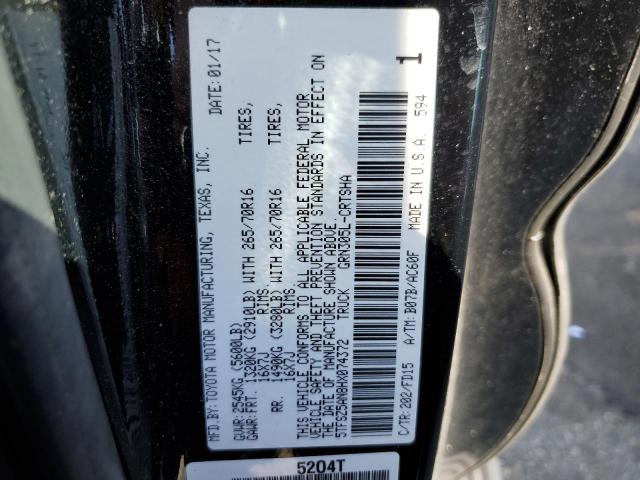 MFD.BY: TOYOTA MOTOR MANUFACTURING, TEXAS, INC. DATE: 01/17
GVWR: 2545KG (5600LB)
GAWR: FRT. 1320KG (2910LB) WITH 265/70R16 TIRES,
16X7J RIMS,
RR. 1490KG (3280LB) WITH 265/70R16 TIRES,
16X7J RIMS
THIS VEHICLE CONFORMS TO ALL APPLICABLE FEDERAL MOTOR
VEHICLE SAFETY AND THEFT PREVENTION STANDARDS IN EFFECT ON
THE DATE OF MANUFACTURE SHOWN ABOVE.
5TFSZ5AN8HX074372 TRUCK GRN305L-CRTSHA
C/TR: 202/FD15 A/TM: B07B/AC60F
MADE IN U.S.A. 594 1
5204T